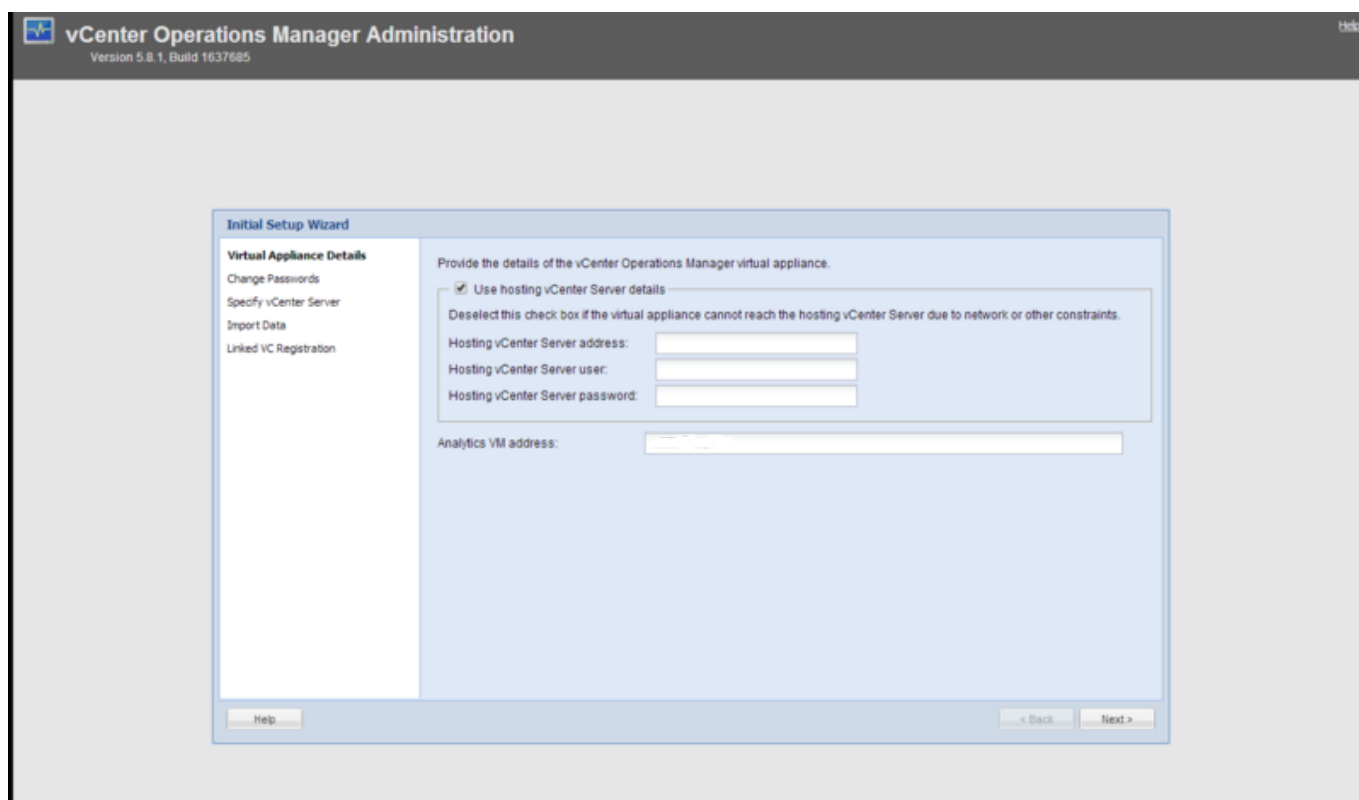 vCenter Operations Manager Administration
Help
Version 5.8.1, Build 1637685
Initial Setup Wizard
Virtual Appliance Details
Change Passwords
Specify vCenter Server
Import Data
Linked VC Registration
Provide the details of the vCenter Operations Manager virtual appliance.
Use hosting vCenter Server details
Deselect this check box if the virtual appliance cannot reach the hosting vCenter Server due to network or other constraints.
Hosting vCenter Server address:
Hosting vCenter Server user:
Hosting vCenter Server password:
Analytics VM address:
Help
< Back
Next >